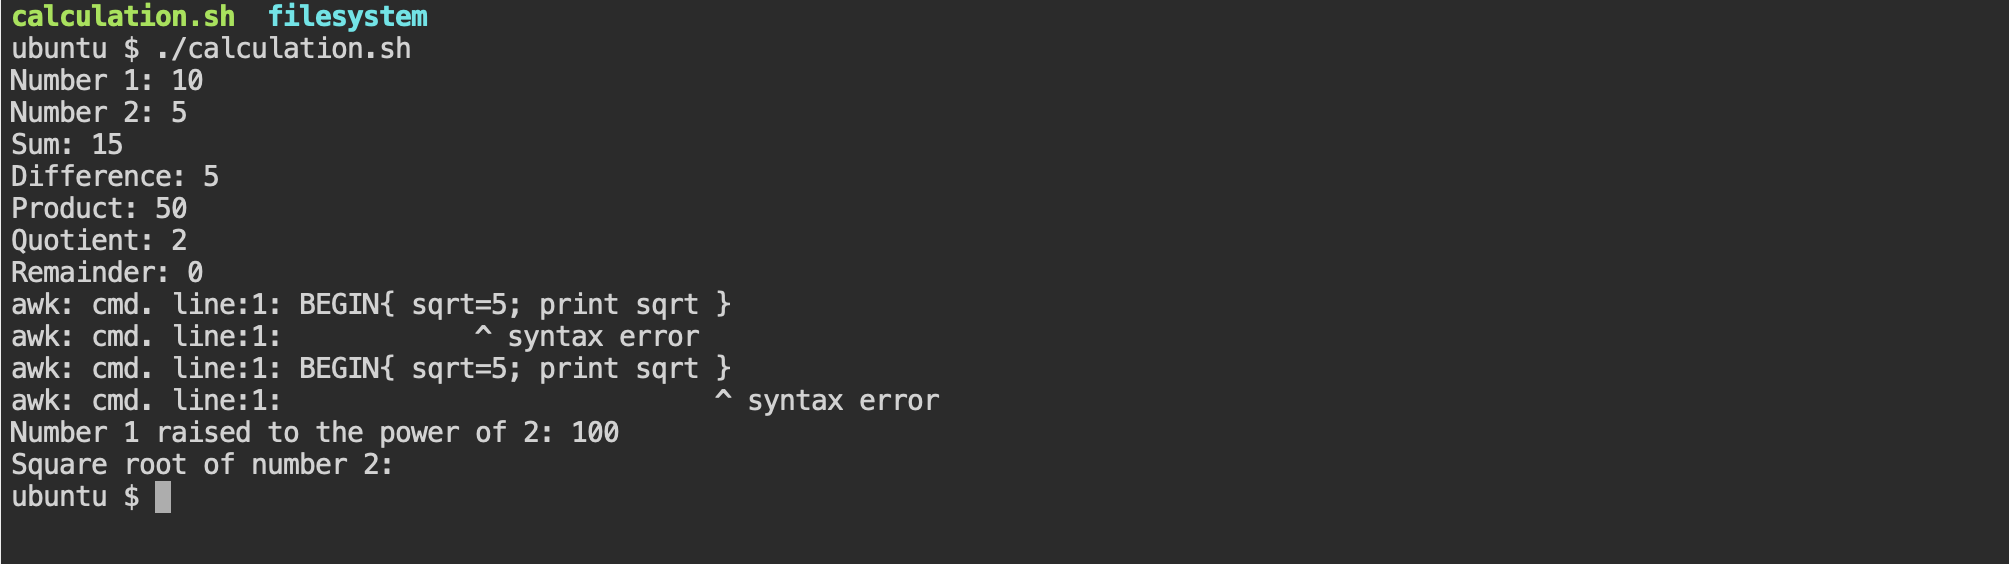 calculation.sh  filesystem
ubuntu $ ./calculation.sh
Number 1: 10
Number 2: 5
Sum: 15
Difference: 5
Product: 50
Quotient: 2
Remainder: 0
awk: cmd. line:1: BEGIN{ sqrt=5; print sqrt }
awk: cmd. line:1:            ^ syntax error
awk: cmd. line:1: BEGIN{ sqrt=5; print sqrt }
awk: cmd. line:1:                           ^ syntax error
Number 1 raised to the power of 2: 100
Square root of number 2:
ubuntu $